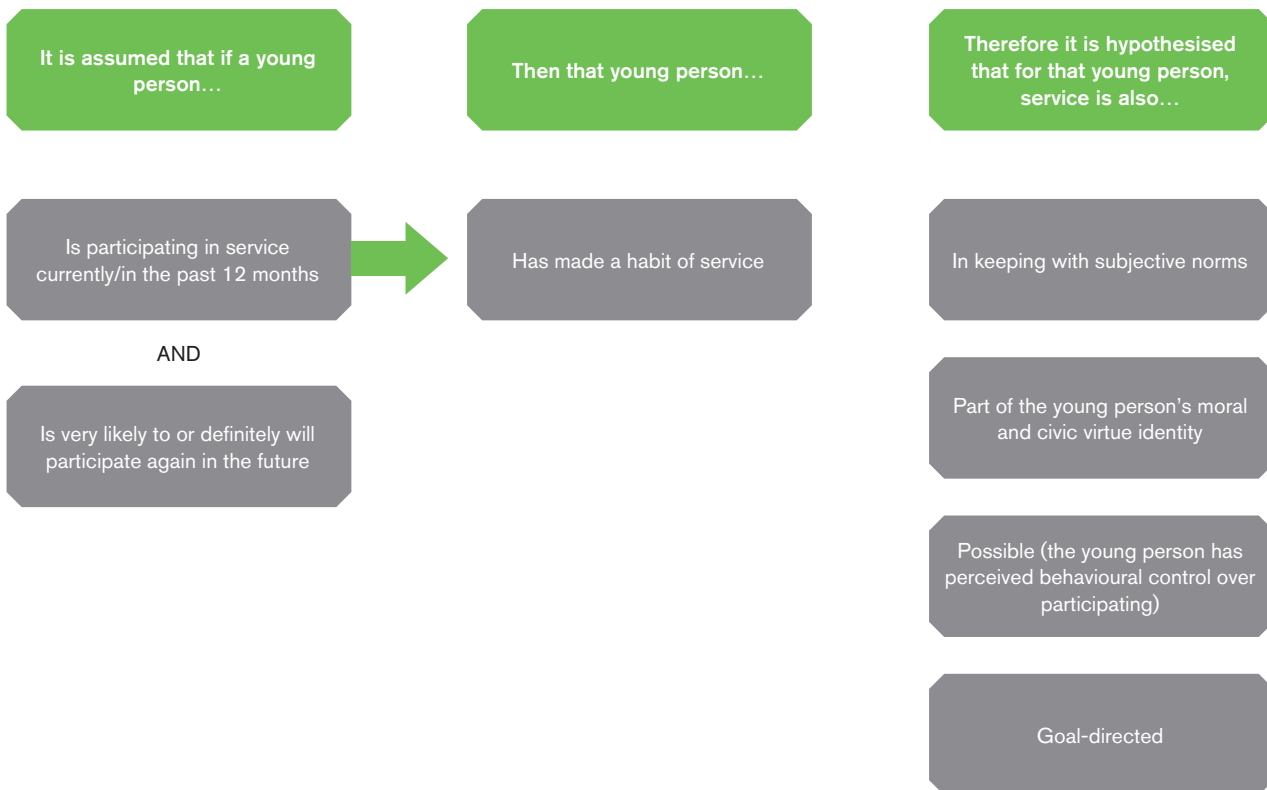 It is assumed that if a young
person…
Then that young person…
Therefore it is hypothesised
that for that young person,
service is also…
Is participating in service
currently/in the past 12 months
Has made a habit of service
In keeping with subjective norms
AND
Is very likely to or definitely will
participate again in the future
Part of the young person’s moral
and civic virtue identity
Possible (the young person has
perceived behavioural control over
participating)
Goal-directed